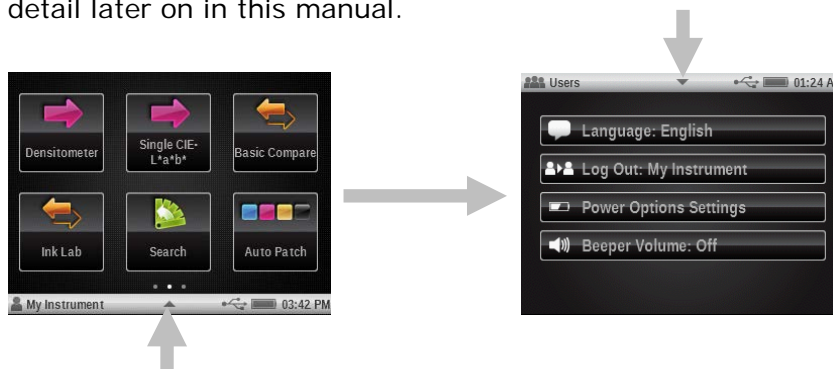 detail later on in this manual.
Densitometer
Single CIE-
L*a*b*
Basic Compare
Ink Lab
Search
Auto Patch
My Instrument
03:42 PM
Users
01:24 A
Language: English
Log Out: My Instrument
Power Options Settings
Beeper Volume: Off